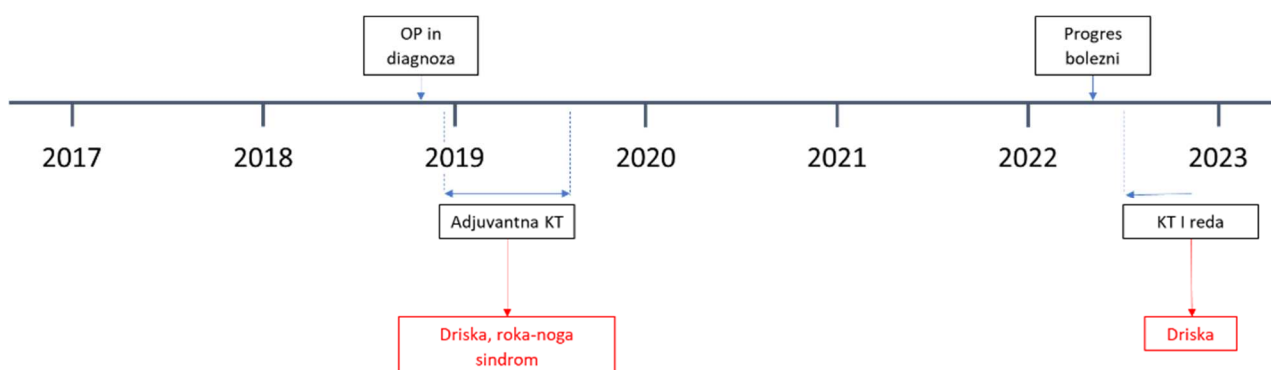 OP in
diagnoza
Progres
bolezni
2017
2018
2019
2020
2021
2022
2023
Adjuvantna KT
KT I reda
Driska, roka-noga
sindrom
Driska